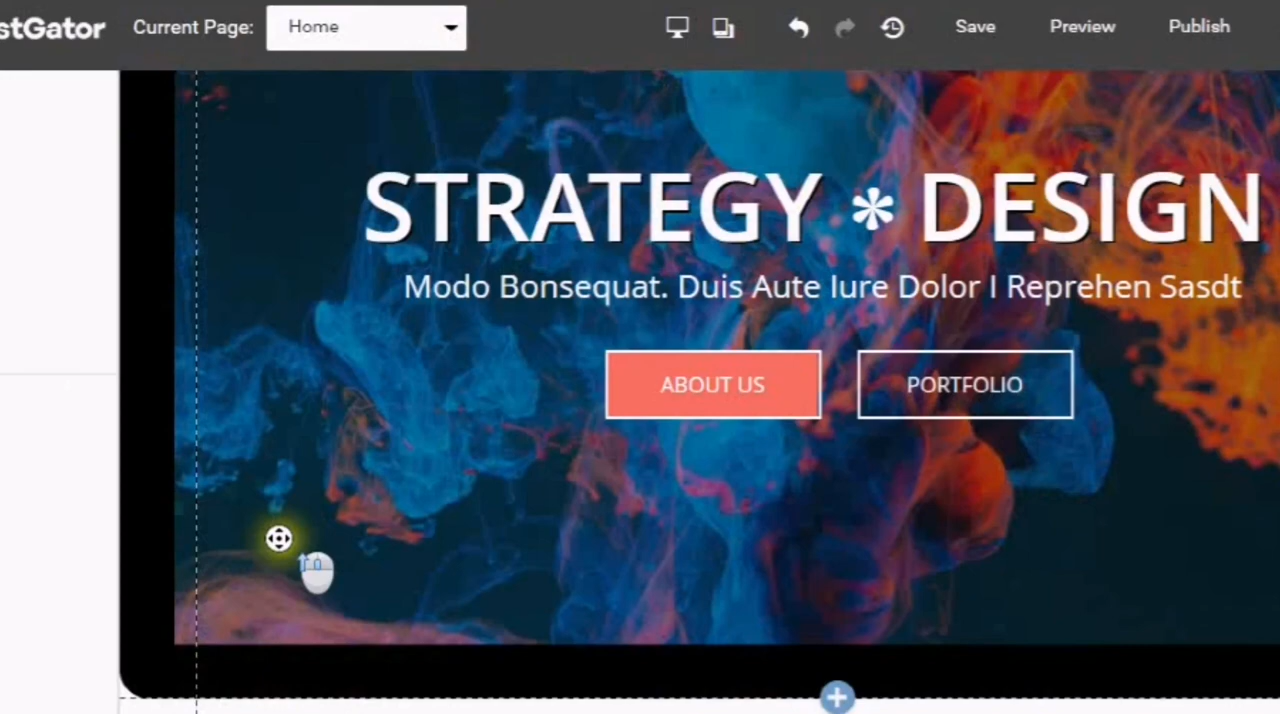 stGator Current Page: Home Save Preview Publish
STRATEGY * DESIGN
Modo Bonsequat. Duis Aute Iure Dolor I Reprehen Sasdt
ABOUT US PORTFOLIO